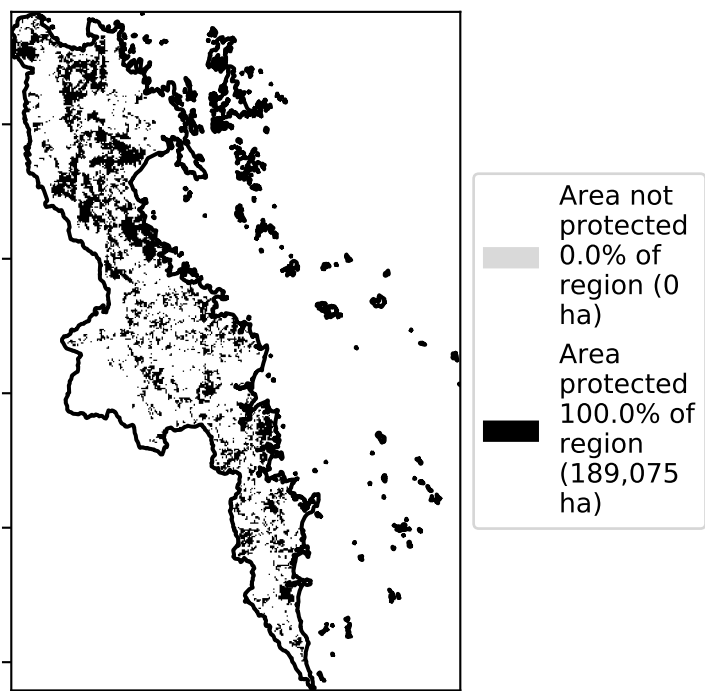 Area not
protected
0.0% of
region (0
ha)
Area
protected
100.0% of
region
(189,075
ha)